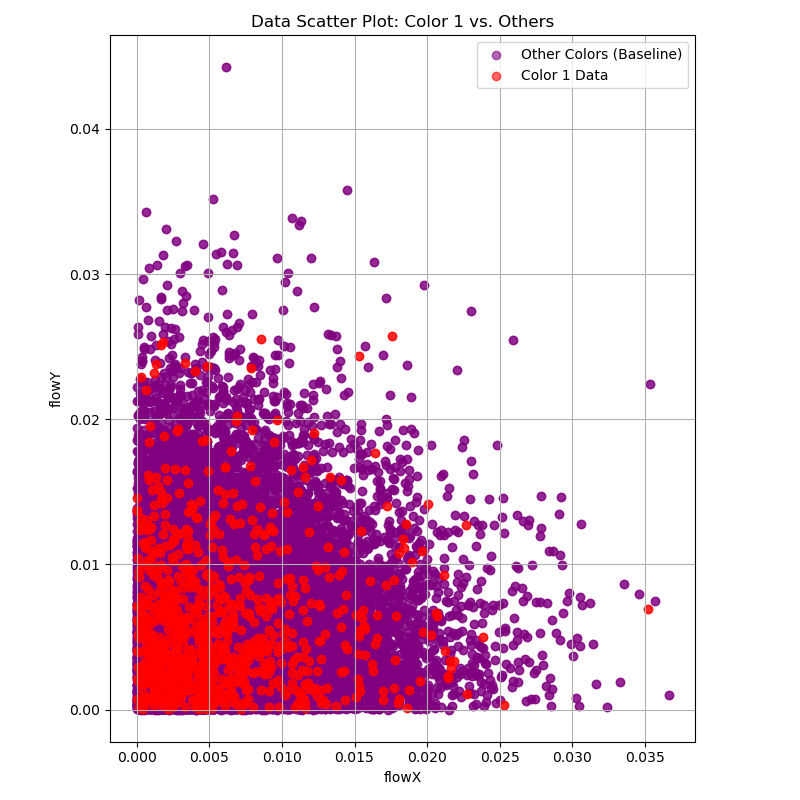 Data Scatter Plot: Color 1 vs. Others
Other Colors (Baseline)
Color 1 Data
flowY
0.04
0.03
0.02
0.01
0.00
0.000 0.005 0.010 0.015 0.020 0.025 0.030 0.035
flowX